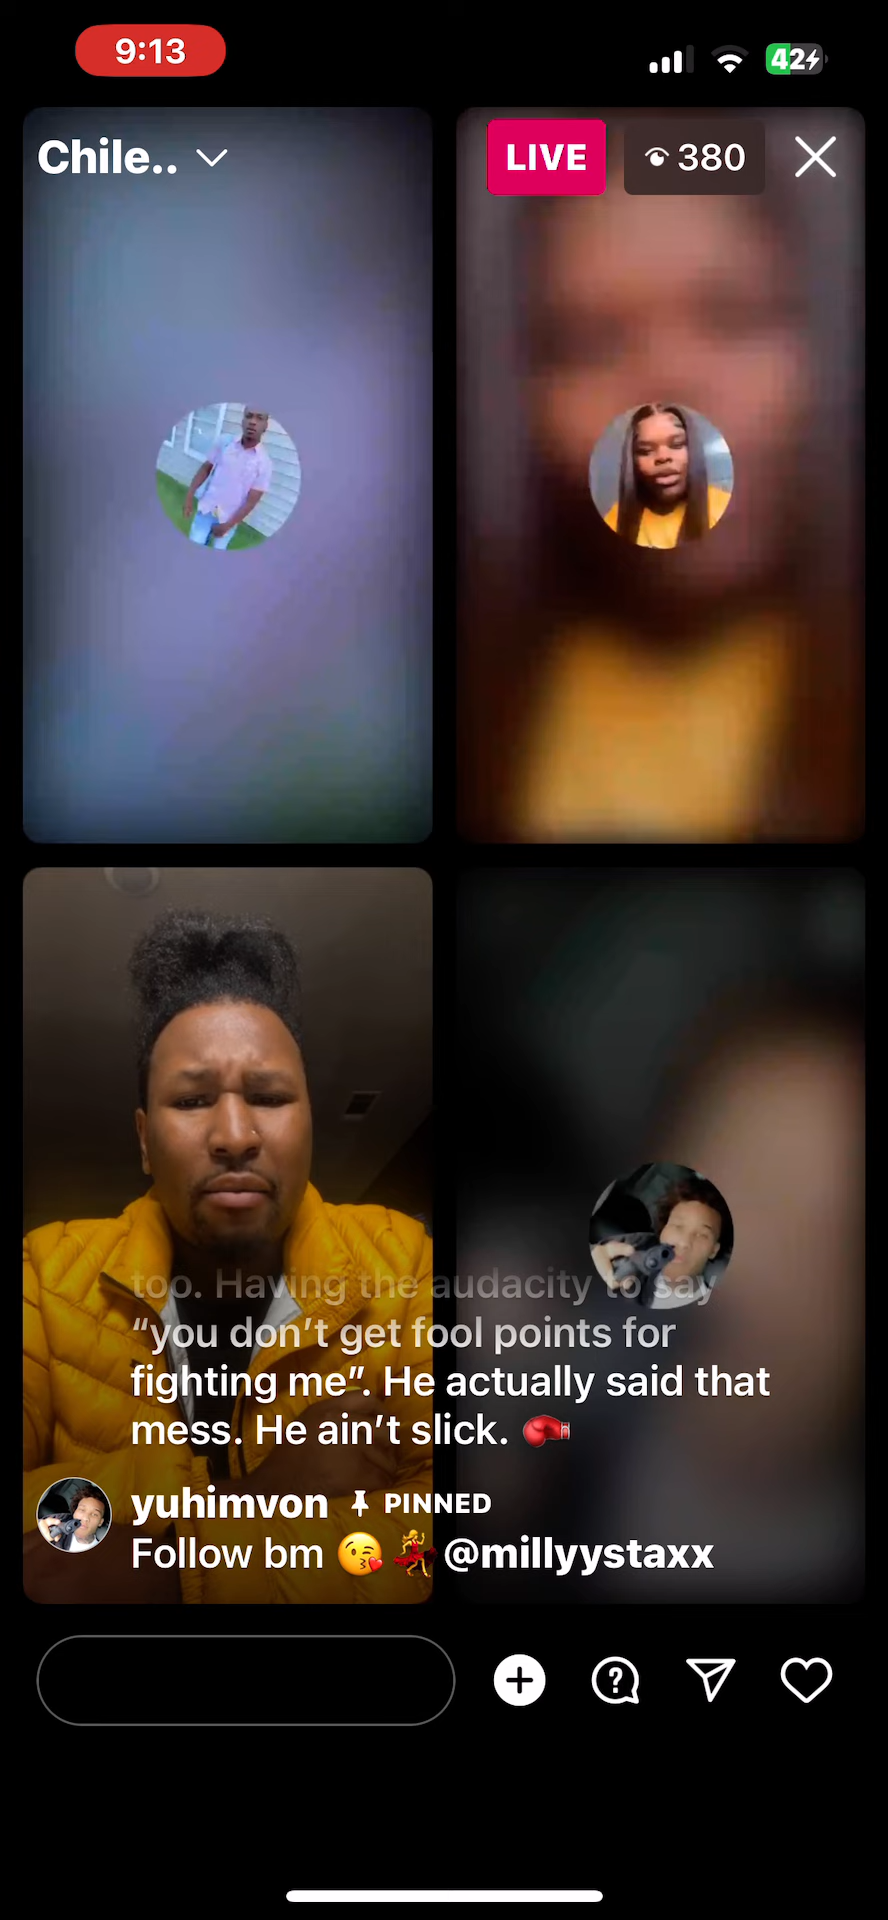 9:13
42
Chile..
LIVE
380
too. Having the audacity to say
“you don’t get fool points for
fighting me”. He actually said that
mess. He ain’t slick. 🥊
yuhimvon PINNED
Follow bm 😘 💃 @millyystaxx